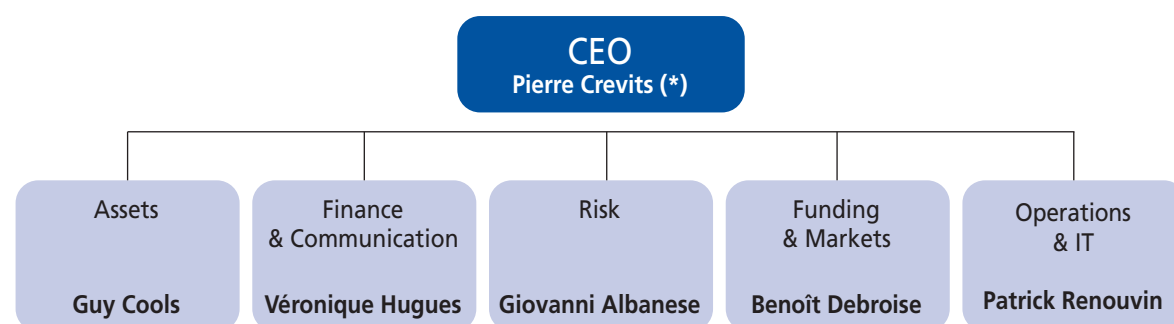 CEO
Pierre Crevits (*)
Assets
Guy Cools
Finance
& Communication
Véronique Hugues
Risk
Giovanni Albanese
Funding
& Markets
Benoît Debroise
Operations
& IT
Patrick Renouvin